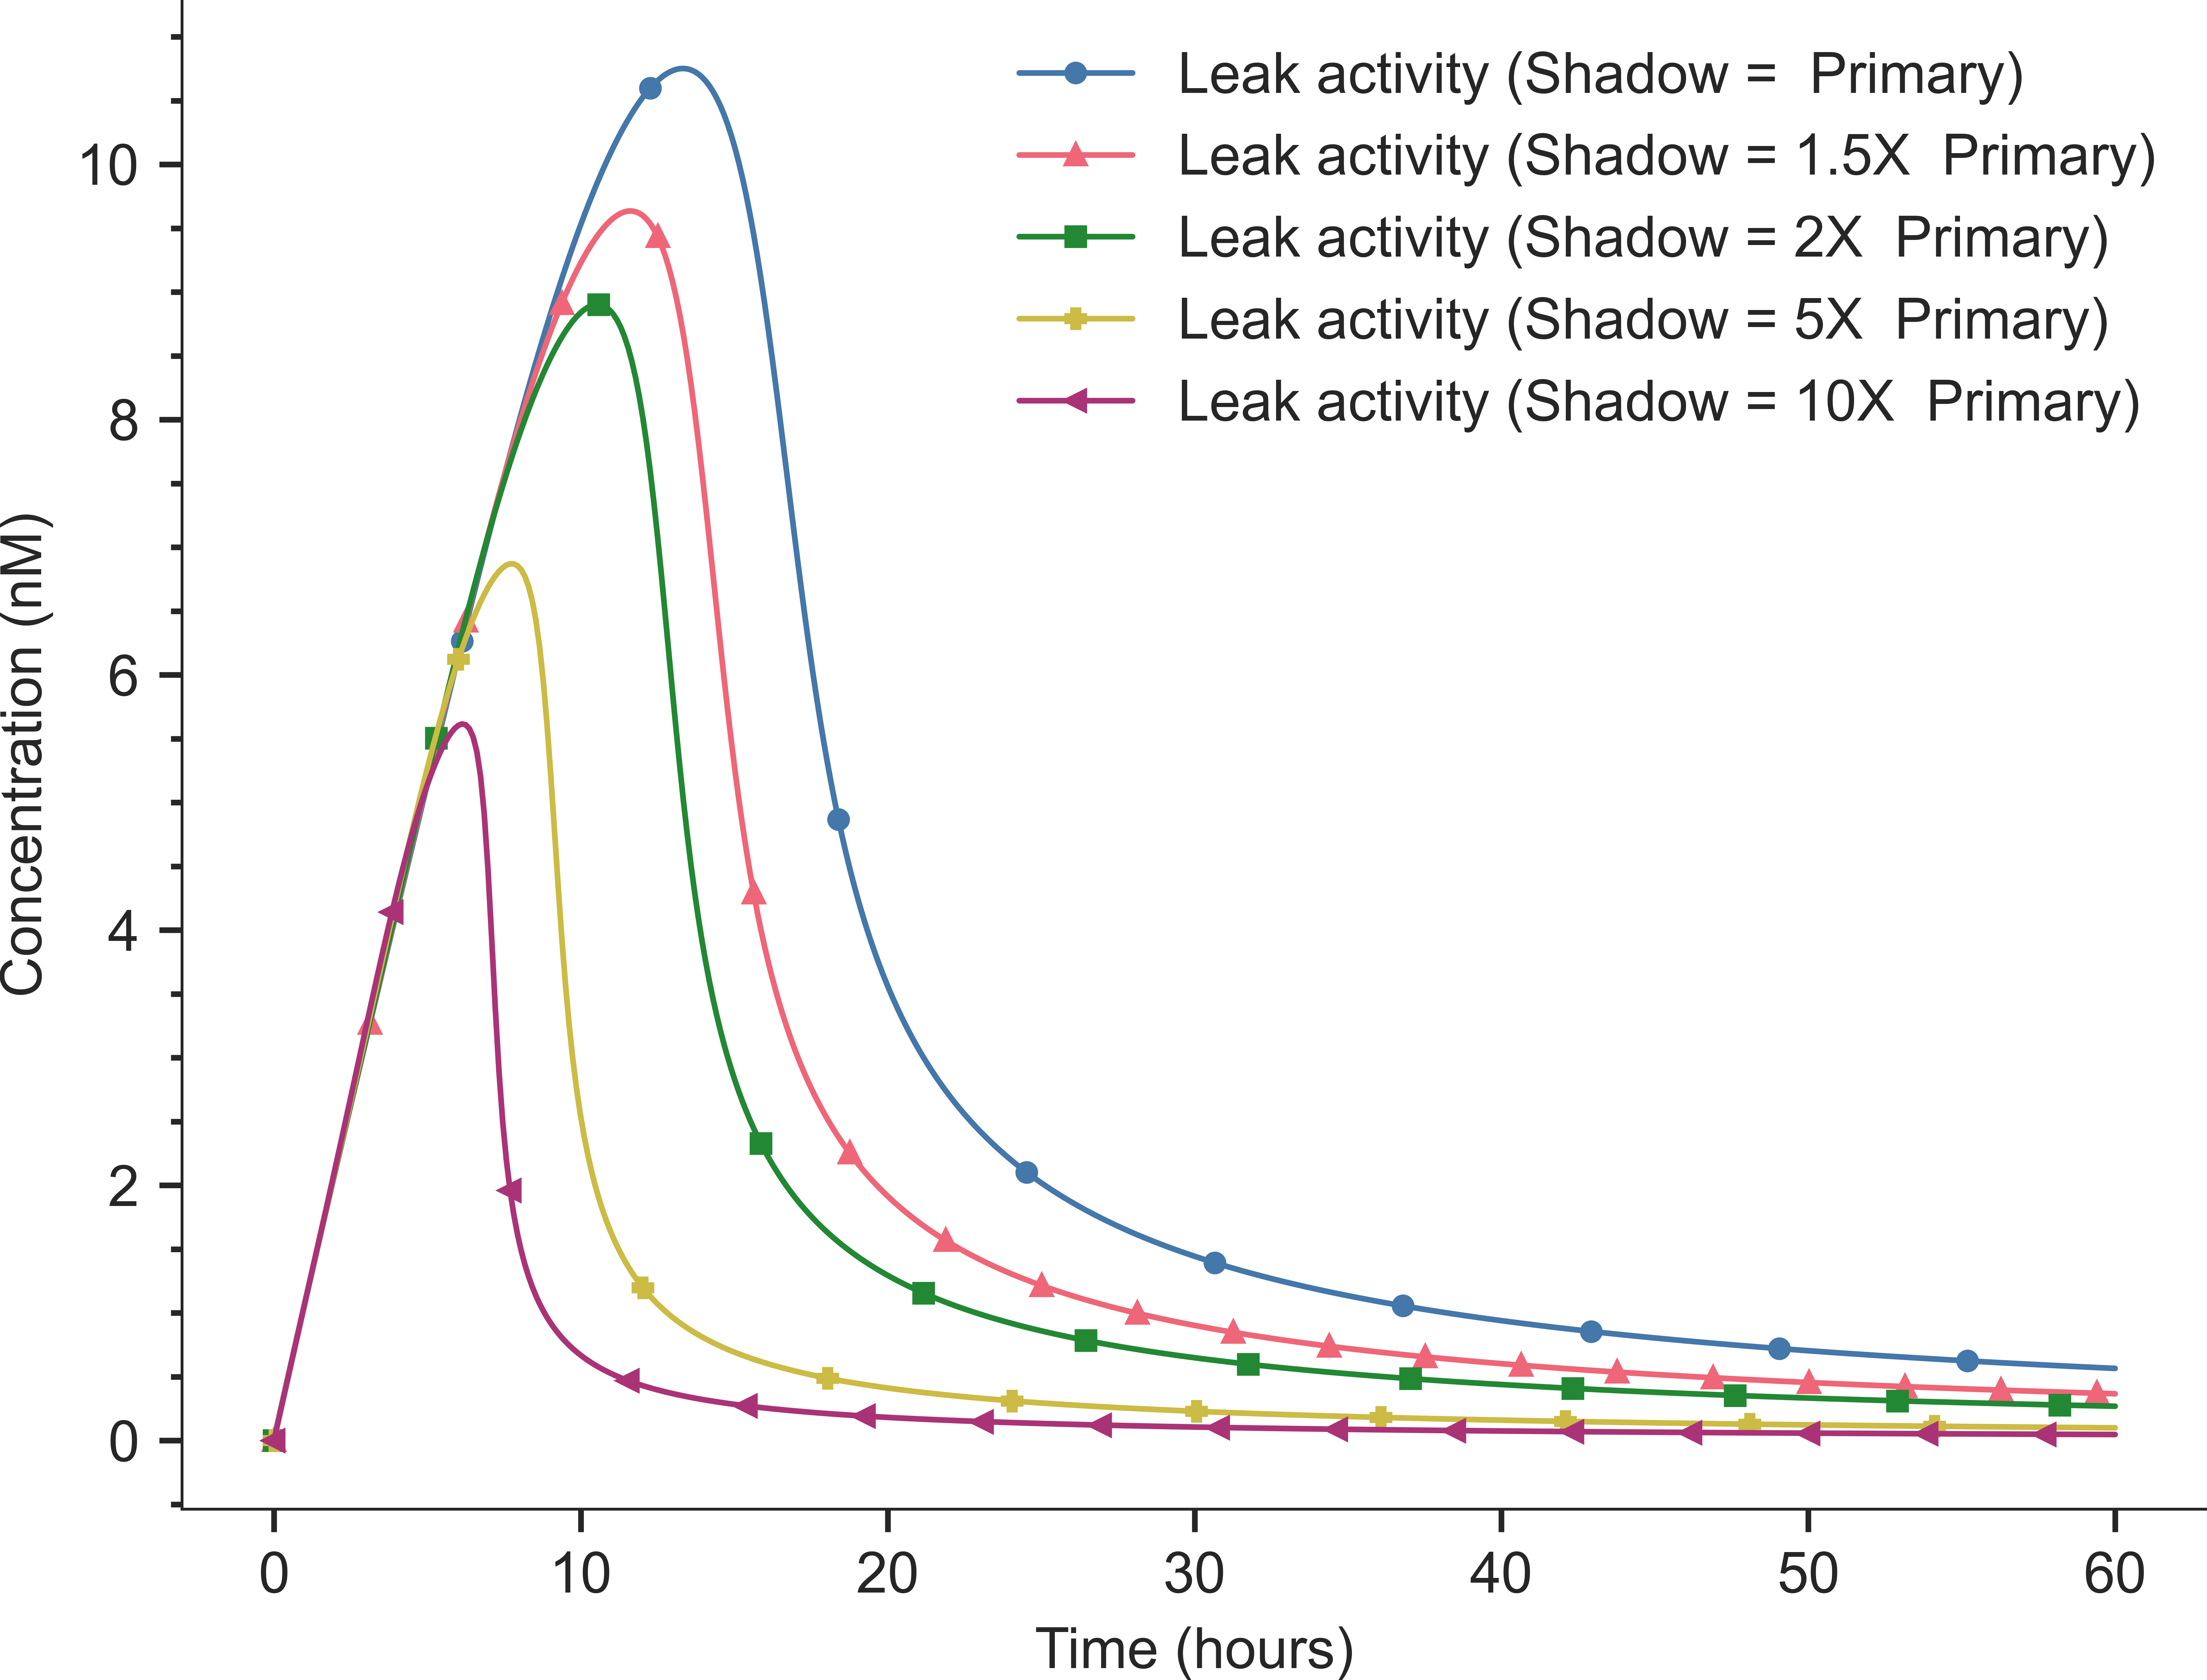 Leak activity (Shadow =  Primary)
Leak activity (Shadow = 1.5X  Primary)
Leak activity (Shadow = 2X  Primary)
Leak activity (Shadow = 5X  Primary)
Leak activity (Shadow = 10X  Primary)
Concentration (nM)
10
8
6
4
2
0
0 10 20 30 40 50 60
Time (hours)